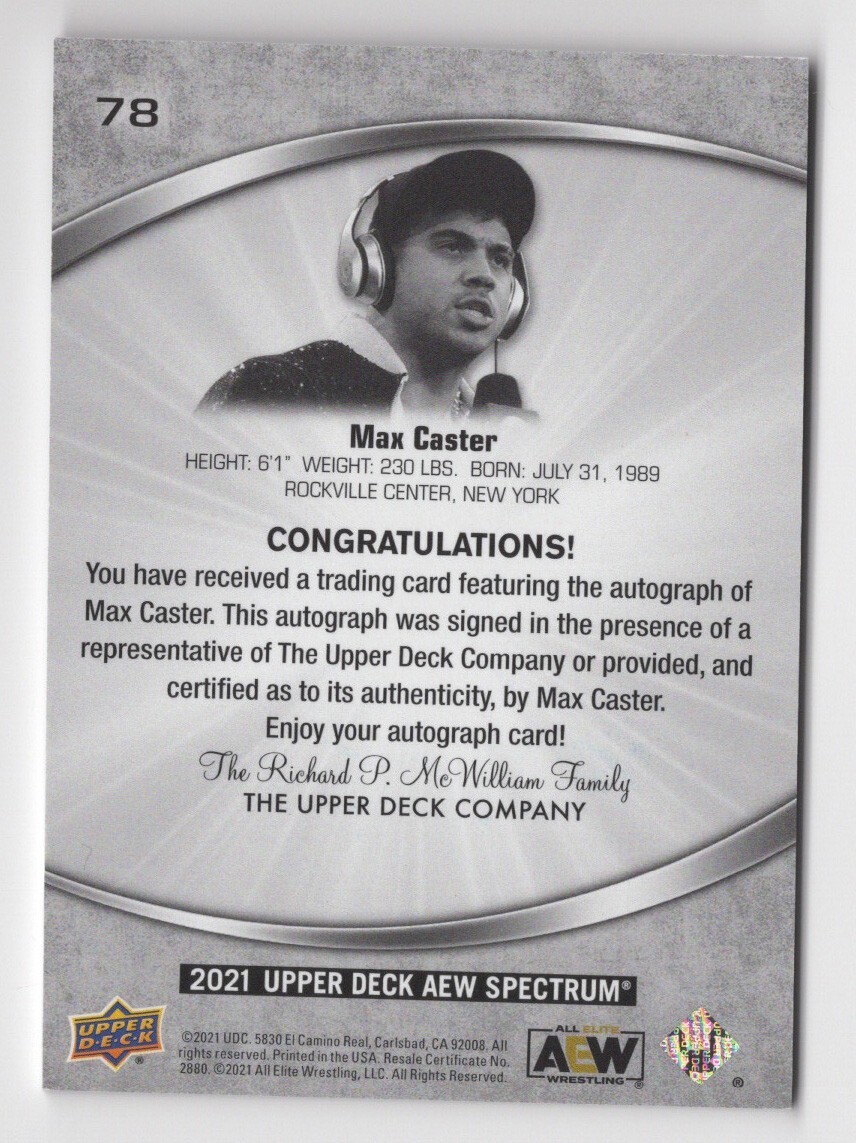 78
Max Caster
HEIGHT: 6'1" WEIGHT: 230 LBS. BORN: JULY 31, 1989
ROCKVILLE CENTER, NEW YORK
CONGRATULATIONS!
You have received a trading card featuring the autograph of
Max Caster. This autograph was signed in the presence of a
representative of The Upper Deck Company or provided, and
certified as to its authenticity, by Max Caster.
Enjoy your autograph card!
The Richard P. McWilliam Family
THE UPPER DECK COMPANY
2021 UPPER DECK AEW SPECTRUM®
UPPER
D·E·C·K
®
©2021 UDC. 5830 El Camino Real, Carlsbad, CA 92008. All
rights reserved. Printed in the USA. Resale Certificate No.
2880. ©2021 All Elite Wrestling, LLC. All Rights Reserved.
ALL ELITE
AEW
WRESTLING
®
®